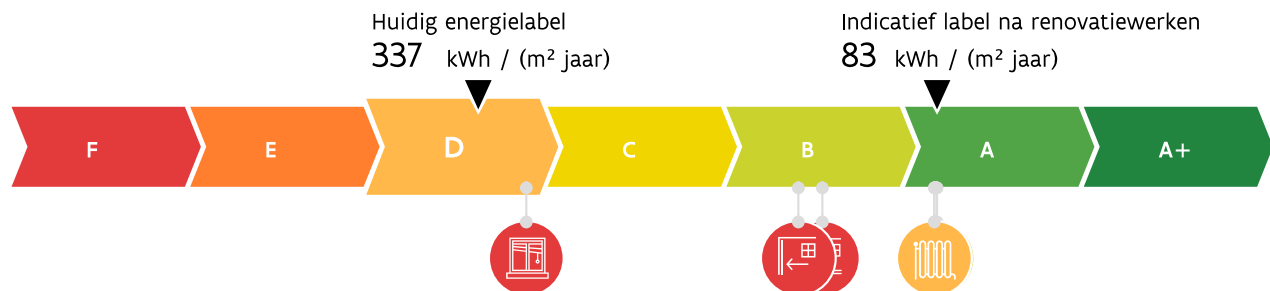 Huidig energielabel
337 kWh / (m² jaar)
Indicatief label na renovatiewerken
83 kWh / (m² jaar)
F
E
D
C
B
A
A+